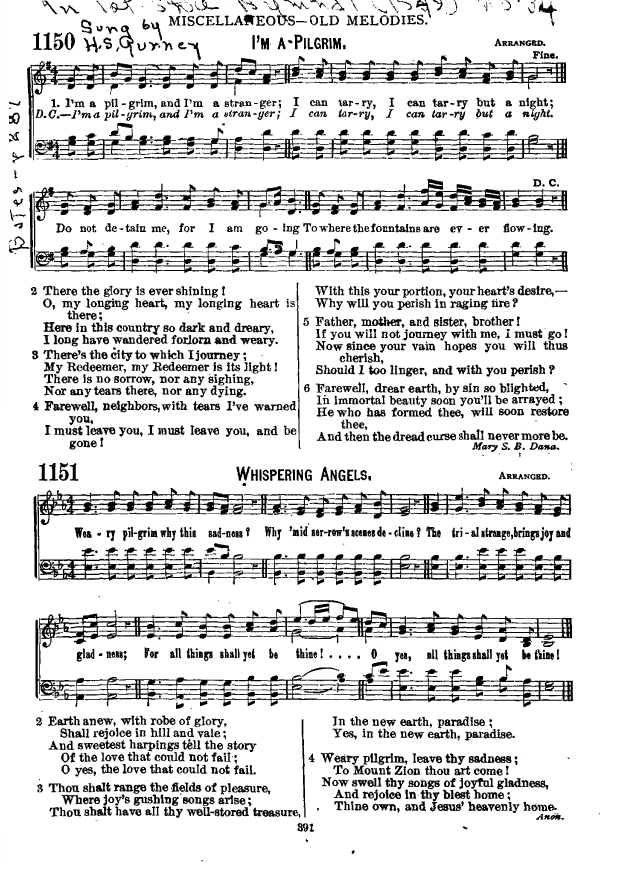 MISCELLANEOUS—OLD MELODIES.
Sung by
H.S. Gurney
1150 I'M A PILGRIM. ARRANGED.
Fine.
1. I'm a pil-grim, and I'm a stran-ger; I can tar-ry, I can tar-ry but a night;
D.C.—I'm a pil-grim, and I'm a stran-ger; I can tar-ry, I can tar-ry but a night.
D. C.
Do not de-tain me, for I am go-ing To where the fountains are ev-er flow-ing.
2 There the glory is ever shining!
O, my longing heart, my longing heart is
there;
Here in this country so dark and dreary,
I long have wandered forlorn and weary.
3 There's the city to which I journey;
My Redeemer, my Redeemer is its light!
There is no sorrow, nor any sighing,
Nor any tears there, nor any dying.
4 Farewell, neighbors, with tears I've warned
you,
I must leave you, I must leave you, and be
gone!
With this your portion, your heart's desire,—
Why will you perish in raging fire?
5 Father, mother, and sister, brother!
If you will not journey with me, I must go!
Now since your vain hopes you will thus
cherish,
Should I too linger, and with you perish?
6 Farewell, drear earth, by sin so blighted,
In immortal beauty soon you'll be arrayed;
He who has formed thee, will soon restore
thee,
And then the dread curse shall never more be.
Mary S. B. Dana.
1151 WHISPERING ANGELS. ARRANGED.
Wea-ry pil-grim why this sad-ness? Why 'mid sor-row's scenes de-cline? The tri-al strange, brings joy and
glad-ness; For all things shall yet be thine! .... O yes, all things shall yet be thine!
2 Earth anew, with robe of glory,
Shall rejoice in hill and vale;
And sweetest harpings tell the story
Of the love that could not fail;
O yes, the love that could not fail.
3 Thou shalt range the fields of pleasure,
Where joy's gushing songs arise;
Thou shalt have all thy well-stored treasure,
In the new earth, paradise;
Yes, in the new earth, paradise.
4 Weary pilgrim, leave thy sadness;
To Mount Zion thou art come!
Now swell thy songs of joyful gladness,
And rejoice in thy blest home;
Thine own, and Jesus' heavenly home.
Anon.
391